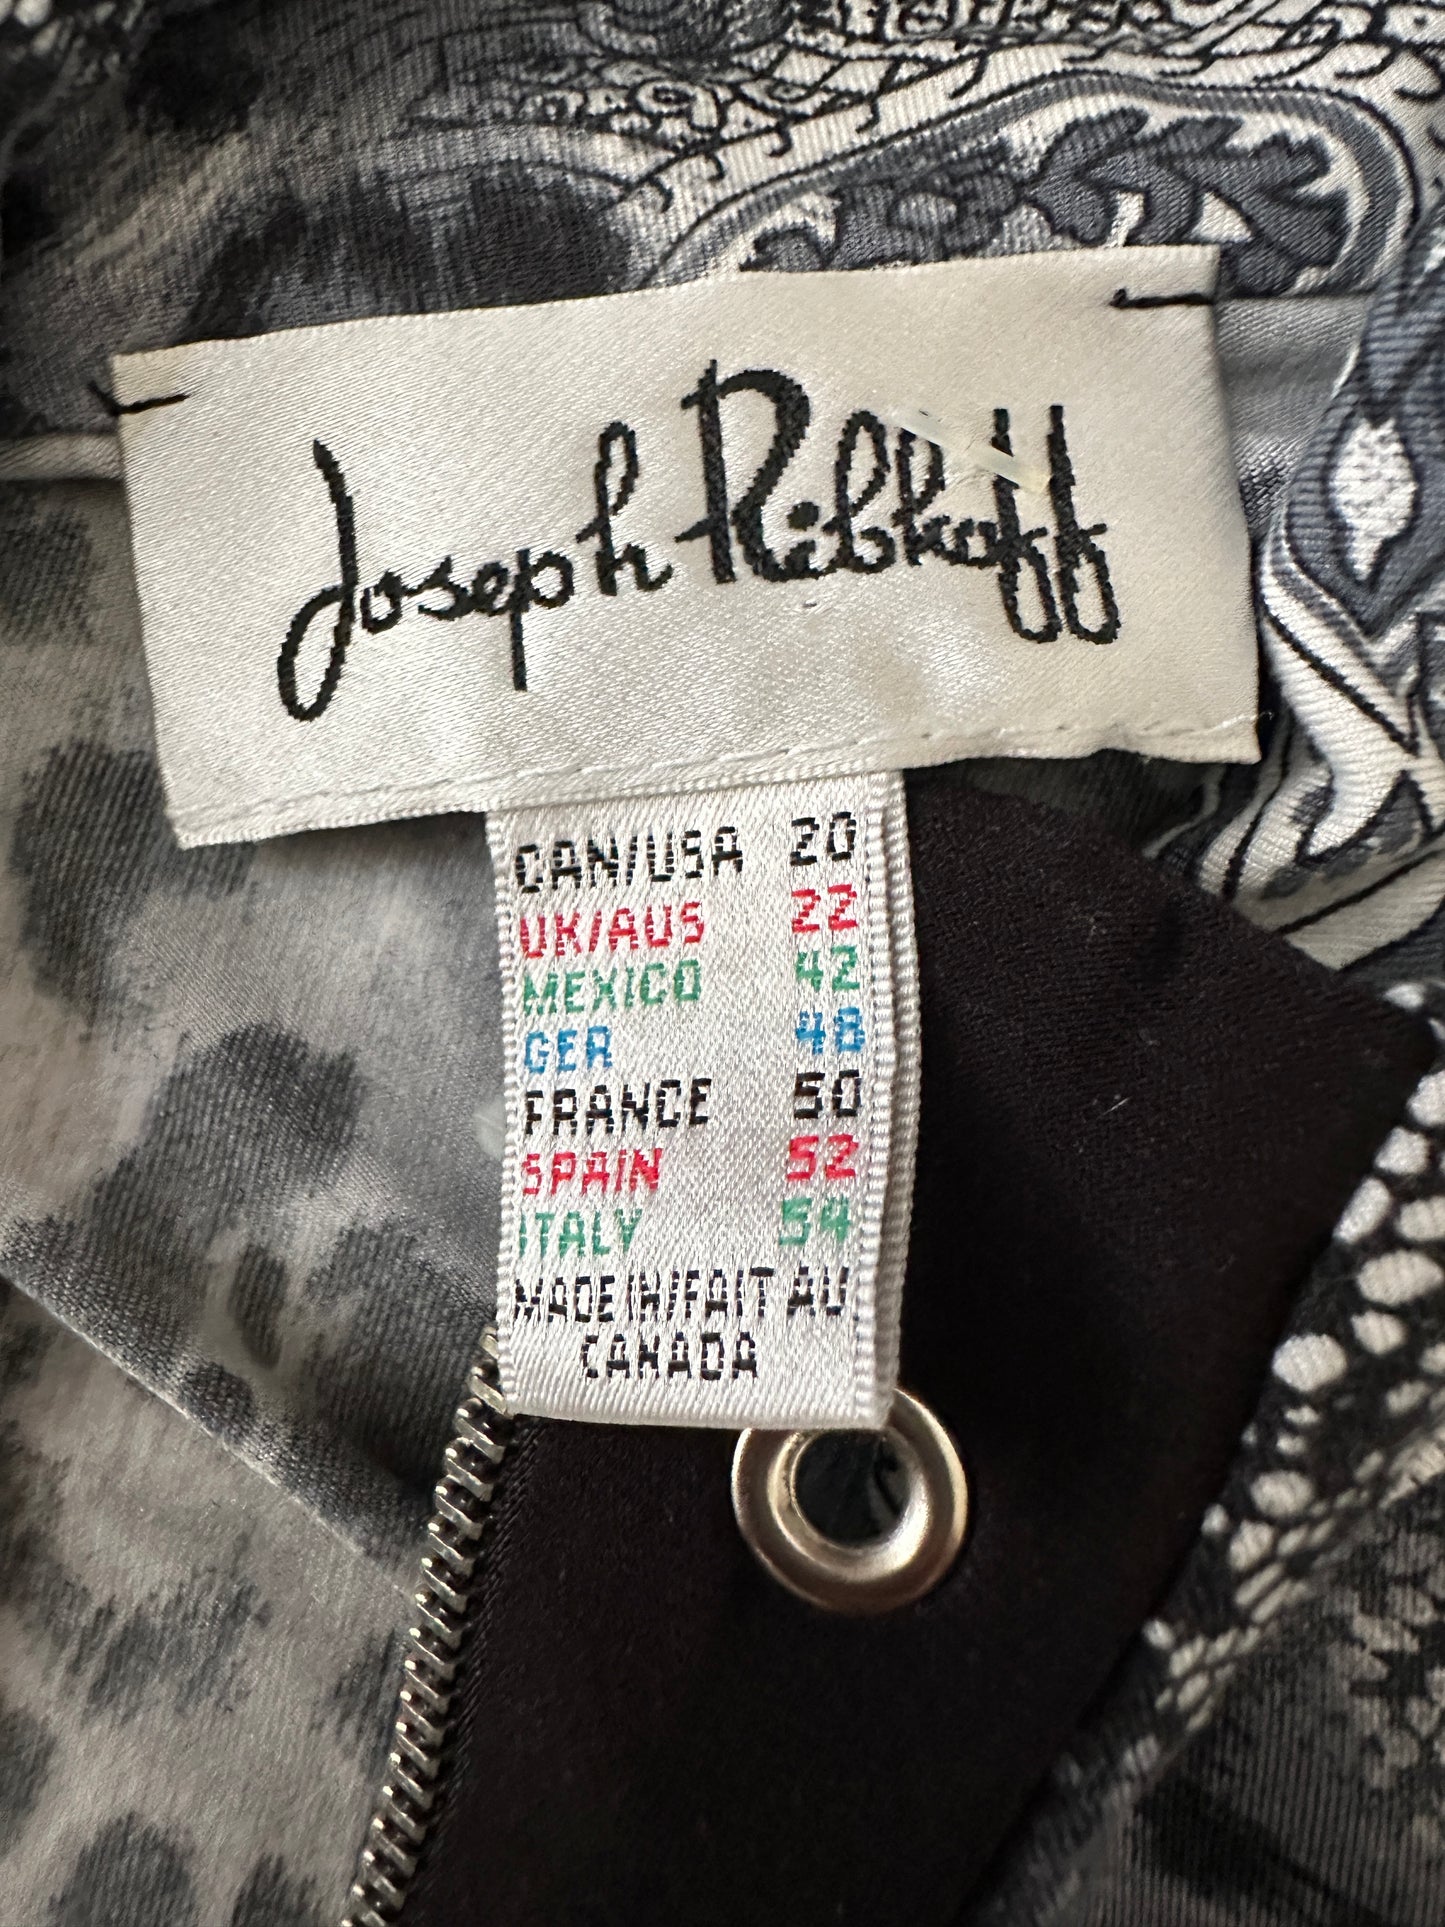 Joseph Ribkoff
CAN/USA 20
UK/AUS 22
MEXICO 42
GER 48
FRANCE 50
SPAIN 52
ITALY 54
MADE IN/FAIT AU
CANADA